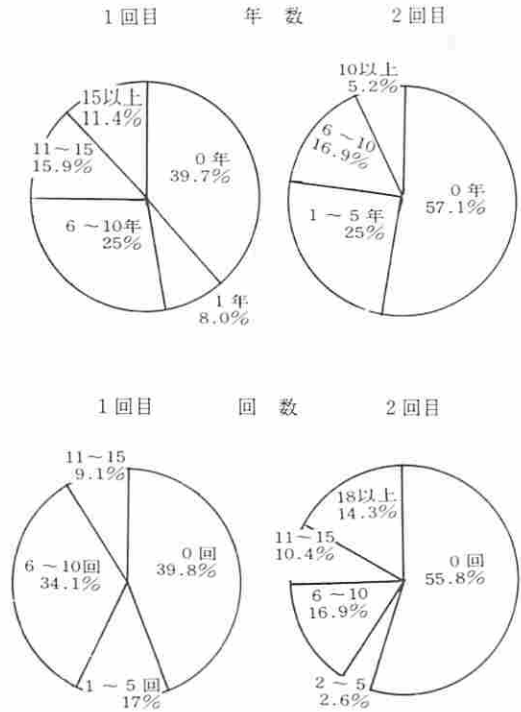 1回目 年数 2回目
15以上
11.4%
11～15
15.9%
0年
39.7%
6～10年
25%
1年
8.0%
10以上
5.2%
6～10
16.9%
0年
57.1%
1～5年
25%
1回目 回数 2回目
11～15
9.1%
0回
39.8%
6～10回
34.1%
1～5回
17%
18以上
14.3%
11～15
10.4%
0回
55.8%
6～10
16.9%
2～5
2.6%